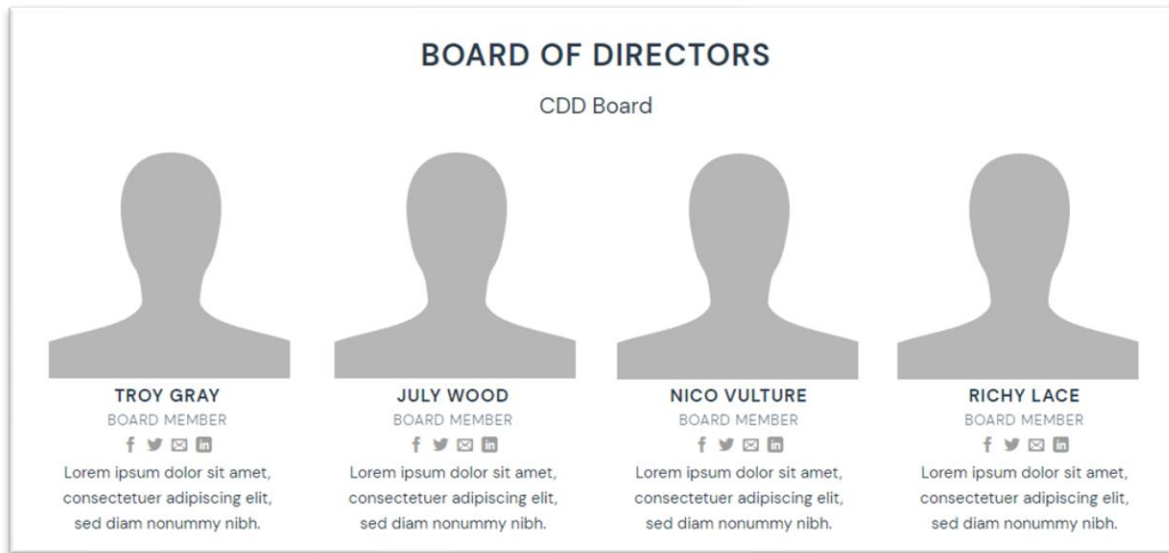 BOARD OF DIRECTORS
CDD Board
TROY GRAY
BOARD MEMBER
Lorem ipsum dolor sit amet,
consectetuer adipiscing elit,
sed diam nonummy nibh.
JULY WOOD
BOARD MEMBER
Lorem ipsum dolor sit amet,
consectetuer adipiscing elit,
sed diam nonummy nibh.
NICO VULTURE
BOARD MEMBER
Lorem ipsum dolor sit amet,
consectetuer adipiscing elit,
sed diam nonummy nibh.
RICHY LACE
BOARD MEMBER
Lorem ipsum dolor sit amet,
consectetuer adipiscing elit,
sed diam nonummy nibh.